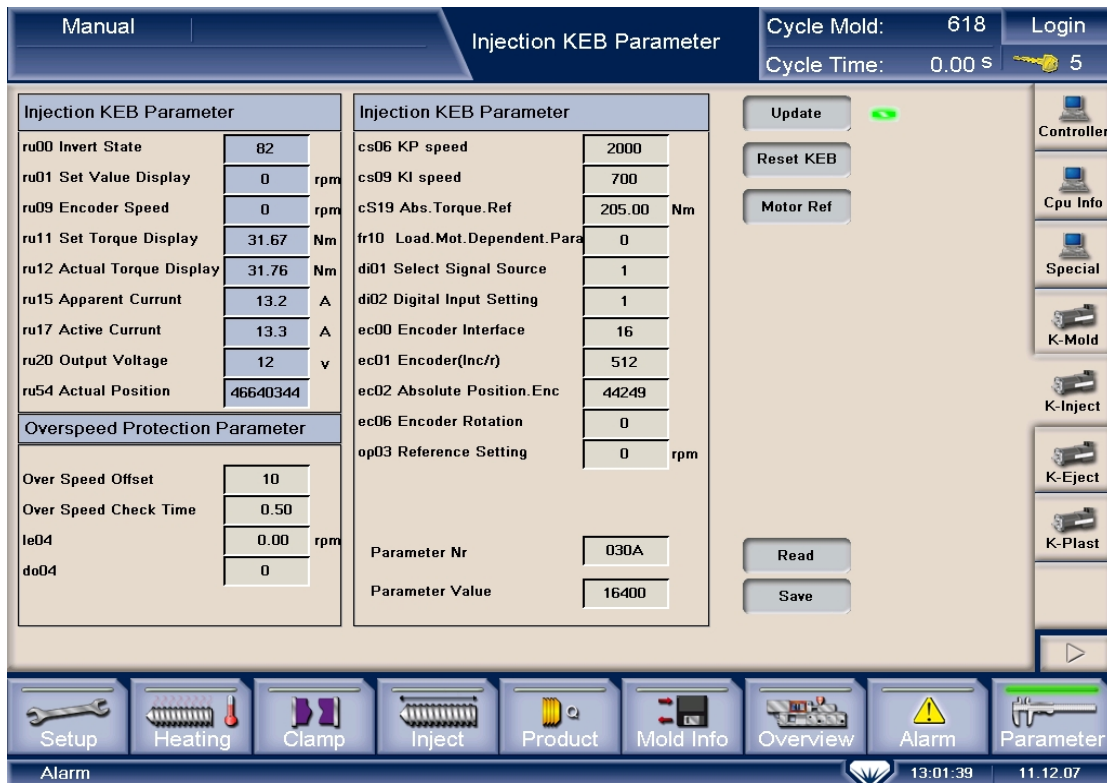 Manual
Injection KEB Parameter
Cycle Mold: 618
Cycle Time: 0.00 s
Login
5
Injection KEB Parameter
ru00 Invert State 82
ru01 Set Value Display 0 rpm
ru09 Encoder Speed 0 rpm
ru11 Set Torque Display 31.67 Nm
ru12 Actual Torque Display 31.76 Nm
ru15 Apparent Currunt 13.2 A
ru17 Active Currunt 13.3 A
ru20 Output Voltage 12 v
ru54 Actual Position 46640344
Overspeed Protection Parameter
Over Speed Offset 10
Over Speed Check Time 0.50
le04 0.00 rpm
do04 0
Injection KEB Parameter
cs06 KP speed 2000
cs09 KI speed 700
cS19 Abs.Torque.Ref 205.00 Nm
fr10 Load.Mot.Dependent.Para 0
di01 Select Signal Source 1
di02 Digital Input Setting 1
ec00 Encoder Interface 16
ec01 Encoder(Inc/r) 512
ec02 Absolute Position.Enc 44249
ec06 Encoder Rotation 0
op03 Reference Setting 0 rpm
Parameter Nr 030A
Parameter Value 16400
Update
Reset KEB
Motor Ref
Read
Save
Controller
Cpu Info
Special
K-Mold
K-Inject
K-Eject
K-Plast
Setup
Heating
Clamp
Inject
Product
Mold Info
Overview
Alarm
Parameter
Alarm
13:01:39
11.12.07